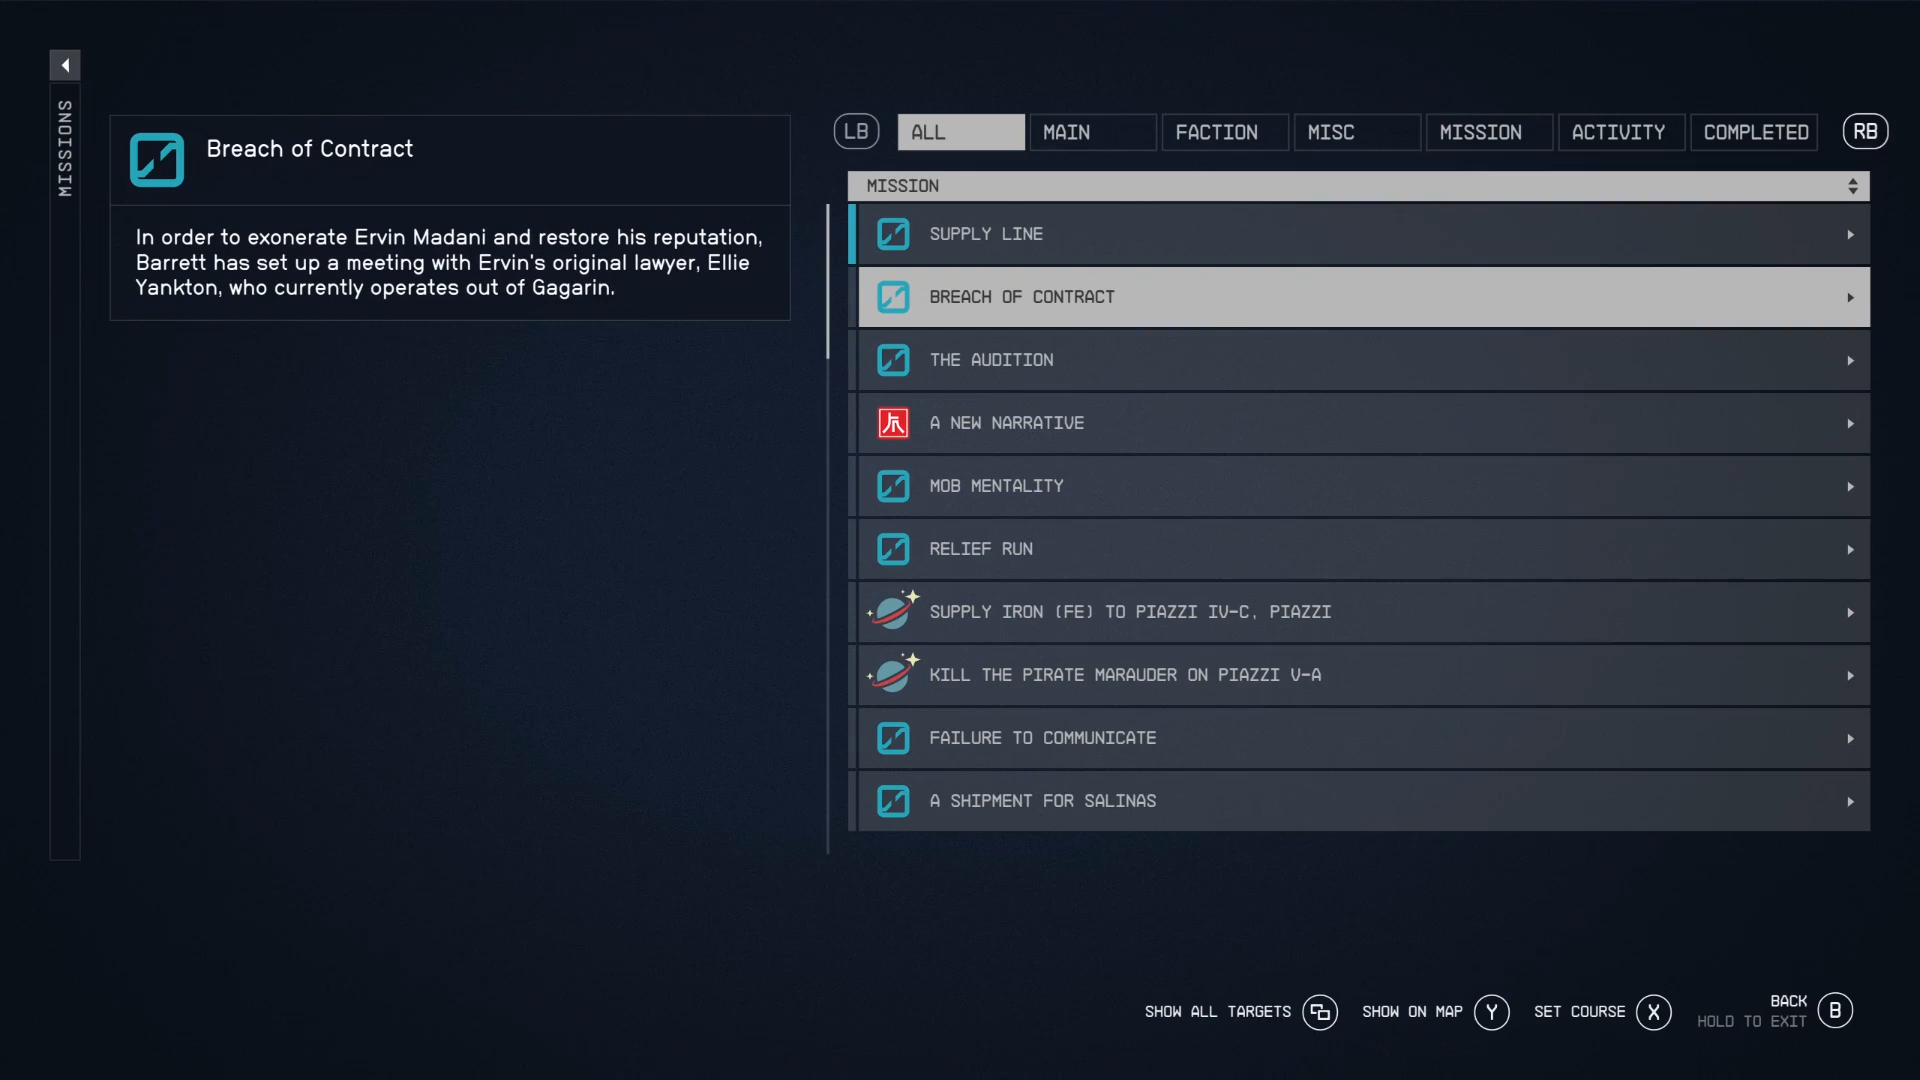 MISSIONS
Breach of Contract
In order to exonerate Ervin Madani and restore his reputation,
Barrett has set up a meeting with Ervin's original lawyer, Ellie
Yankton, who currently operates out of Gagarin.
LB ALL MAIN FACTION MISC MISSION ACTIVITY COMPLETED RB
MISSION
SUPPLY LINE
BREACH OF CONTRACT
THE AUDITION
A NEW NARRATIVE
MOB MENTALITY
RELIEF RUN
SUPPLY IRON (FE) TO PIAZZI IV-C, PIAZZI
KILL THE PIRATE MARAUDER ON PIAZZI V-A
FAILURE TO COMMUNICATE
A SHIPMENT FOR SALINAS
SHOW ALL TARGETS SHOW ON MAP Y SET COURSE X BACK B
HOLD TO EXIT